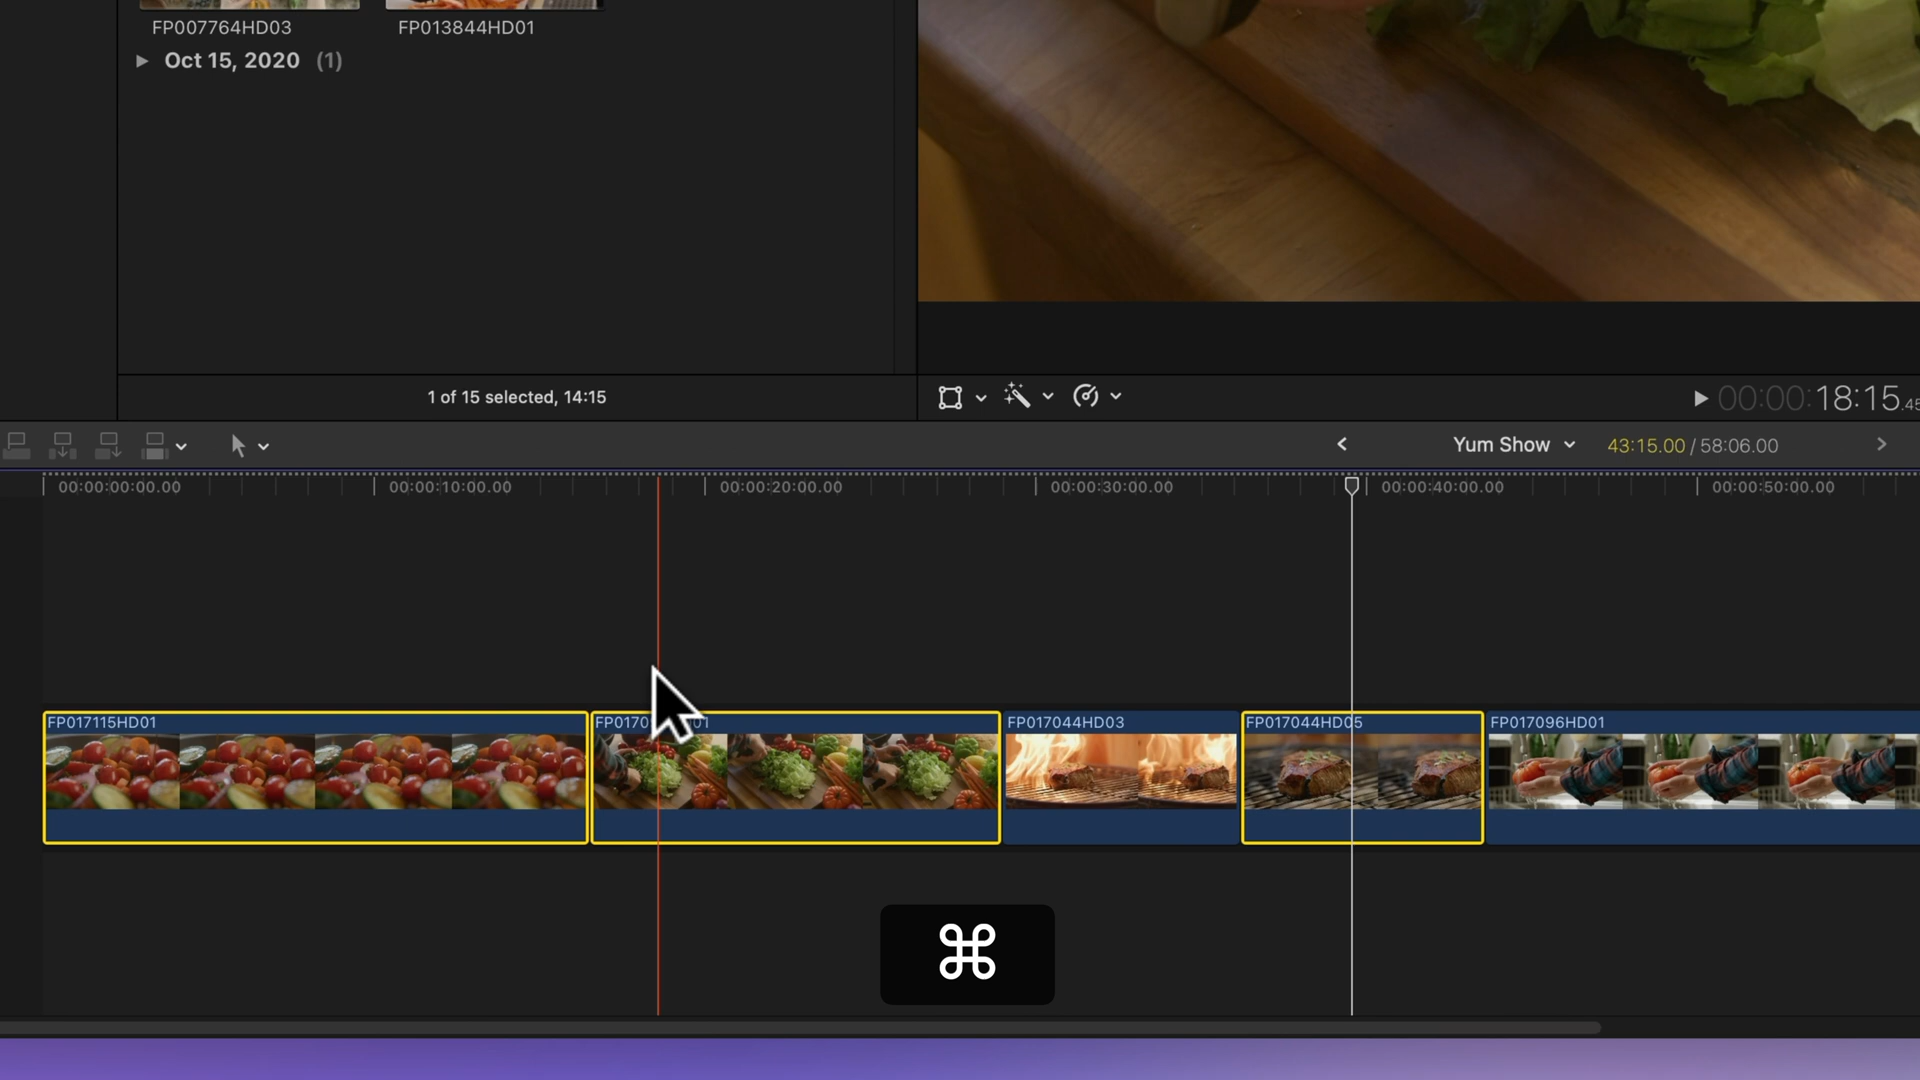 FP007764HD03
FP013844HD01
Oct 15, 2020 (1)
1 of 15 selected, 14:15
00:00:18:15.45
Yum Show
43:15.00 / 58:06.00
00:00:00:00.00
00:00:10:00.00
00:00:20:00.00
00:00:30:00.00
00:00:40:00.00
00:00:50:00.00
FP017115HD01
FP017044HD03
FP017044HD05
FP017096HD01
⌘